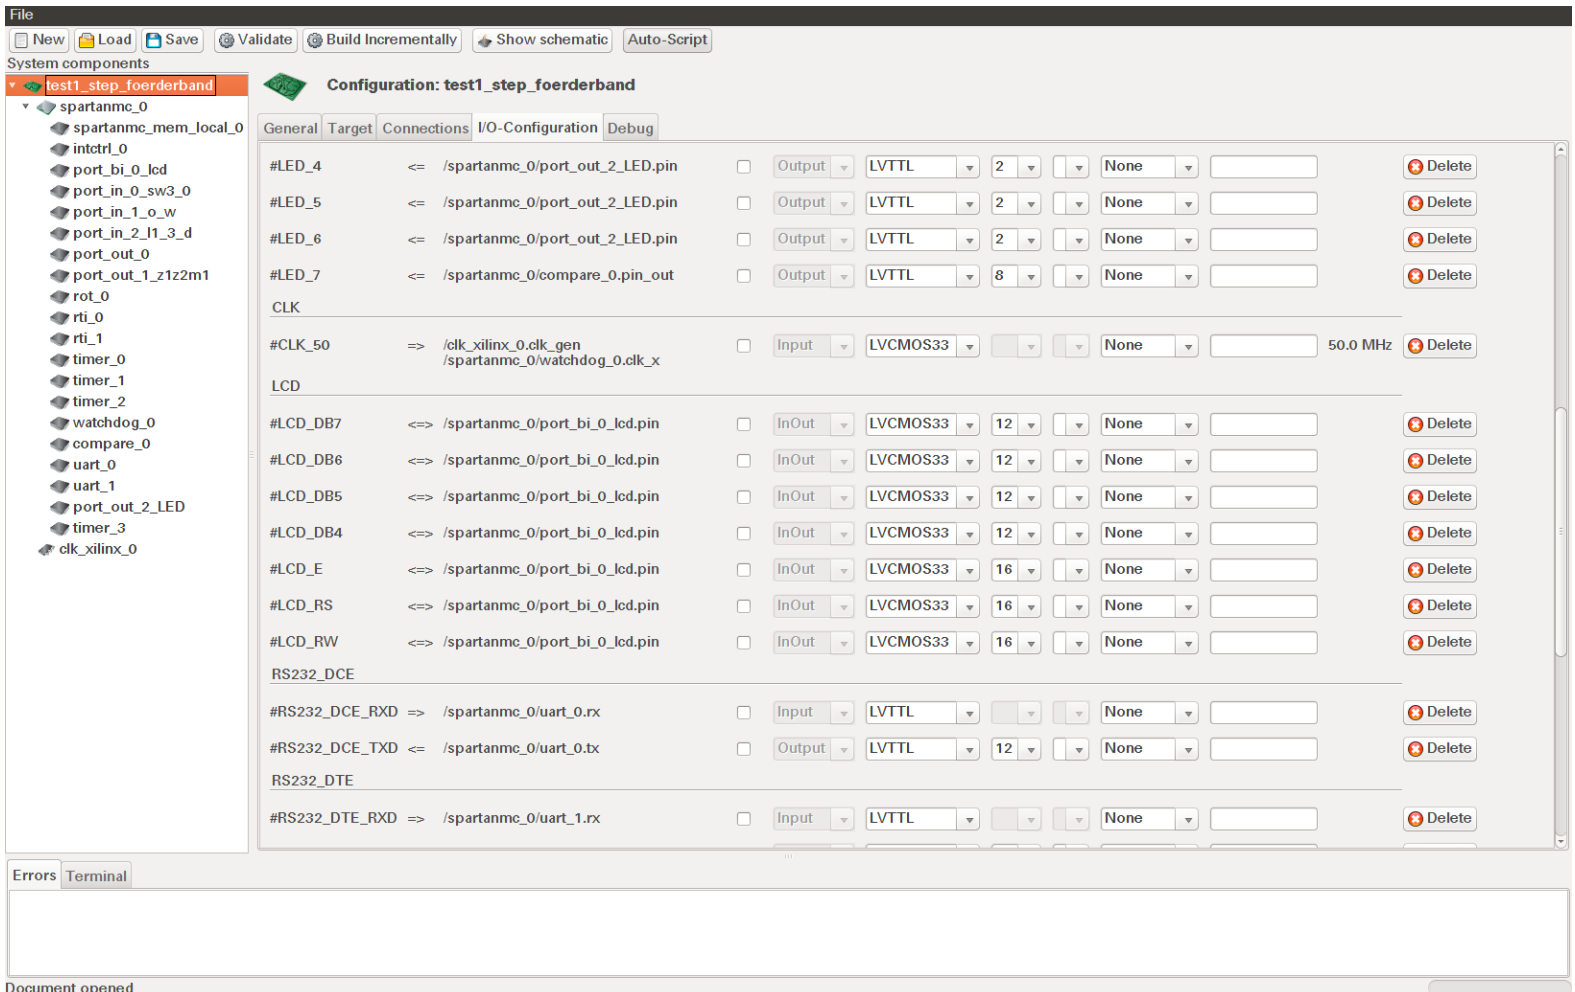 File
New Load Save Validate Build Incrementally Show schematic Auto-Script
System components
test1_step_foerderband
spartanmc_0
spartanmc_mem_local_0
intctrl_0
port_bi_0_lcd
port_in_0_sw3_0
port_in_1_o_w
port_in_2_l1_3_d
port_out_0
port_out_1_z1z2m1
rot_0
rti_0
rti_1
timer_0
timer_1
timer_2
watchdog_0
compare_0
uart_0
uart_1
port_out_2_LED
timer_3
clk_xilinx_0
Configuration: test1_step_foerderband
General Target Connections I/O-Configuration Debug
#LED_4 <= /spartanmc_0/port_out_2_LED.pin Output LVTTL 2 None Delete
#LED_5 <= /spartanmc_0/port_out_2_LED.pin Output LVTTL 2 None Delete
#LED_6 <= /spartanmc_0/port_out_2_LED.pin Output LVTTL 2 None Delete
#LED_7 <= /spartanmc_0/compare_0.pin_out Output LVTTL 8 None Delete
CLK
#CLK_50 => /clk_xilinx_0.clk_gen Input LVCMOS33 None 50.0 MHz Delete
/spartanmc_0/watchdog_0.clk_x
LCD
#LCD_DB7 <=> /spartanmc_0/port_bi_0_lcd.pin InOut LVCMOS33 12 None Delete
#LCD_DB6 <=> /spartanmc_0/port_bi_0_lcd.pin InOut LVCMOS33 12 None Delete
#LCD_DB5 <=> /spartanmc_0/port_bi_0_lcd.pin InOut LVCMOS33 12 None Delete
#LCD_DB4 <=> /spartanmc_0/port_bi_0_lcd.pin InOut LVCMOS33 12 None Delete
#LCD_E <=> /spartanmc_0/port_bi_0_lcd.pin InOut LVCMOS33 16 None Delete
#LCD_RS <=> /spartanmc_0/port_bi_0_lcd.pin InOut LVCMOS33 16 None Delete
#LCD_RW <=> /spartanmc_0/port_bi_0_lcd.pin InOut LVCMOS33 16 None Delete
RS232_DCE
#RS232_DCE_RXD => /spartanmc_0/uart_0.rx Input LVTTL None Delete
#RS232_DCE_TXD <= /spartanmc_0/uart_0.tx Output LVTTL 12 None Delete
RS232_DTE
#RS232_DTE_RXD => /spartanmc_0/uart_1.rx Input LVTTL None Delete
Errors Terminal
Document opened